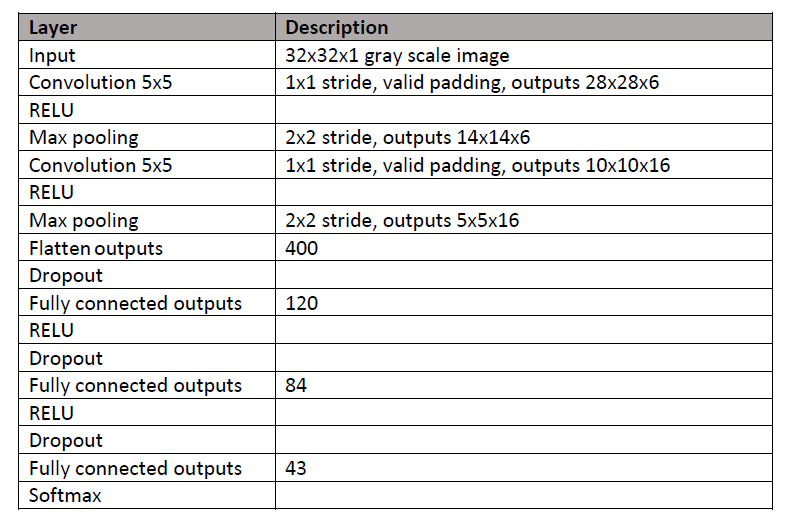 Layer Description
Input 32x32x1 gray scale image
Convolution 5x5 1x1 stride, valid padding, outputs 28x28x6
RELU
Max pooling 2x2 stride, outputs 14x14x6
Convolution 5x5 1x1 stride, valid padding, outputs 10x10x16
RELU
Max pooling 2x2 stride, outputs 5x5x16
Flatten outputs 400
Dropout
Fully connected outputs 120
RELU
Dropout
Fully connected outputs 84
RELU
Dropout
Fully connected outputs 43
Softmax